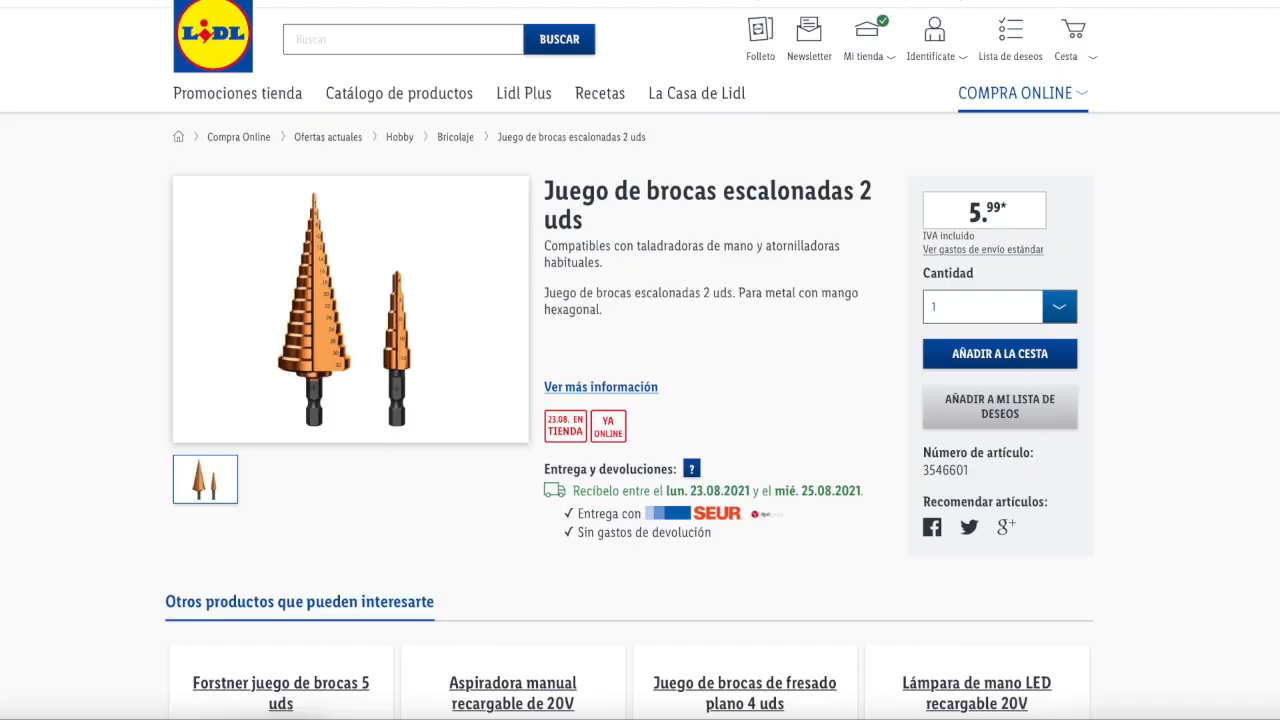 LIDL
Buscar
BUSCAR
Folleto
Newsletter
Mi tienda
Identifícate
Lista de deseos
Cesta
Promociones tienda
Catálogo de productos
Lidl Plus
Recetas
La Casa de Lidl
COMPRA ONLINE
Compra Online
Ofertas actuales
Hobby
Bricolaje
Juego de brocas escalonadas 2 uds
Juego de brocas escalonadas 2
uds
Compatibles con taladradoras de mano y atornilladoras
habituales.
Juego de brocas escalonadas 2 uds. Para metal con mango
hexagonal.
Ver más información
23.08. EN
TIENDA
YA
ONLINE
Entrega y devoluciones: ?
Recíbelo entre el lun. 23.08.2021 y el mié. 25.08.2021.
✓ Entrega con SEUR
✓ Sin gastos de devolución
5.99*
IVA incluido
Ver gastos de envío estándar
Cantidad
1
AÑADIR A LA CESTA
AÑADIR A MI LISTA DE
DESEOS
Número de artículo:
3546601
Recomendar artículos:
g+
Otros productos que pueden interesarte
Forstner juego de brocas 5
uds
Aspiradora manual
recargable de 20V
Juego de brocas de fresado
plano 4 uds
Lámpara de mano LED
recargable 20V